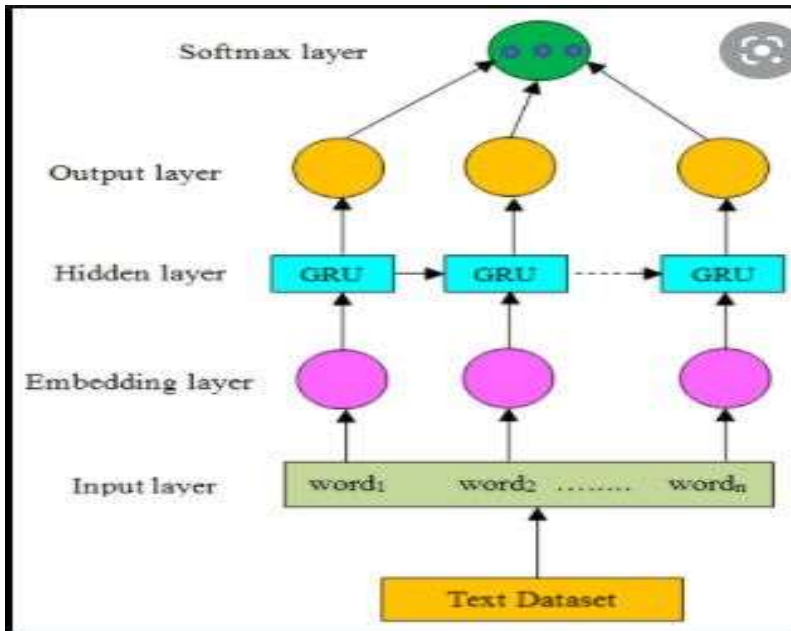 Softmax layer
Output layer
Hidden layer GRU GRU GRU
Embedding layer
Input layer word₁ word₂ ........ wordₙ
Text Dataset